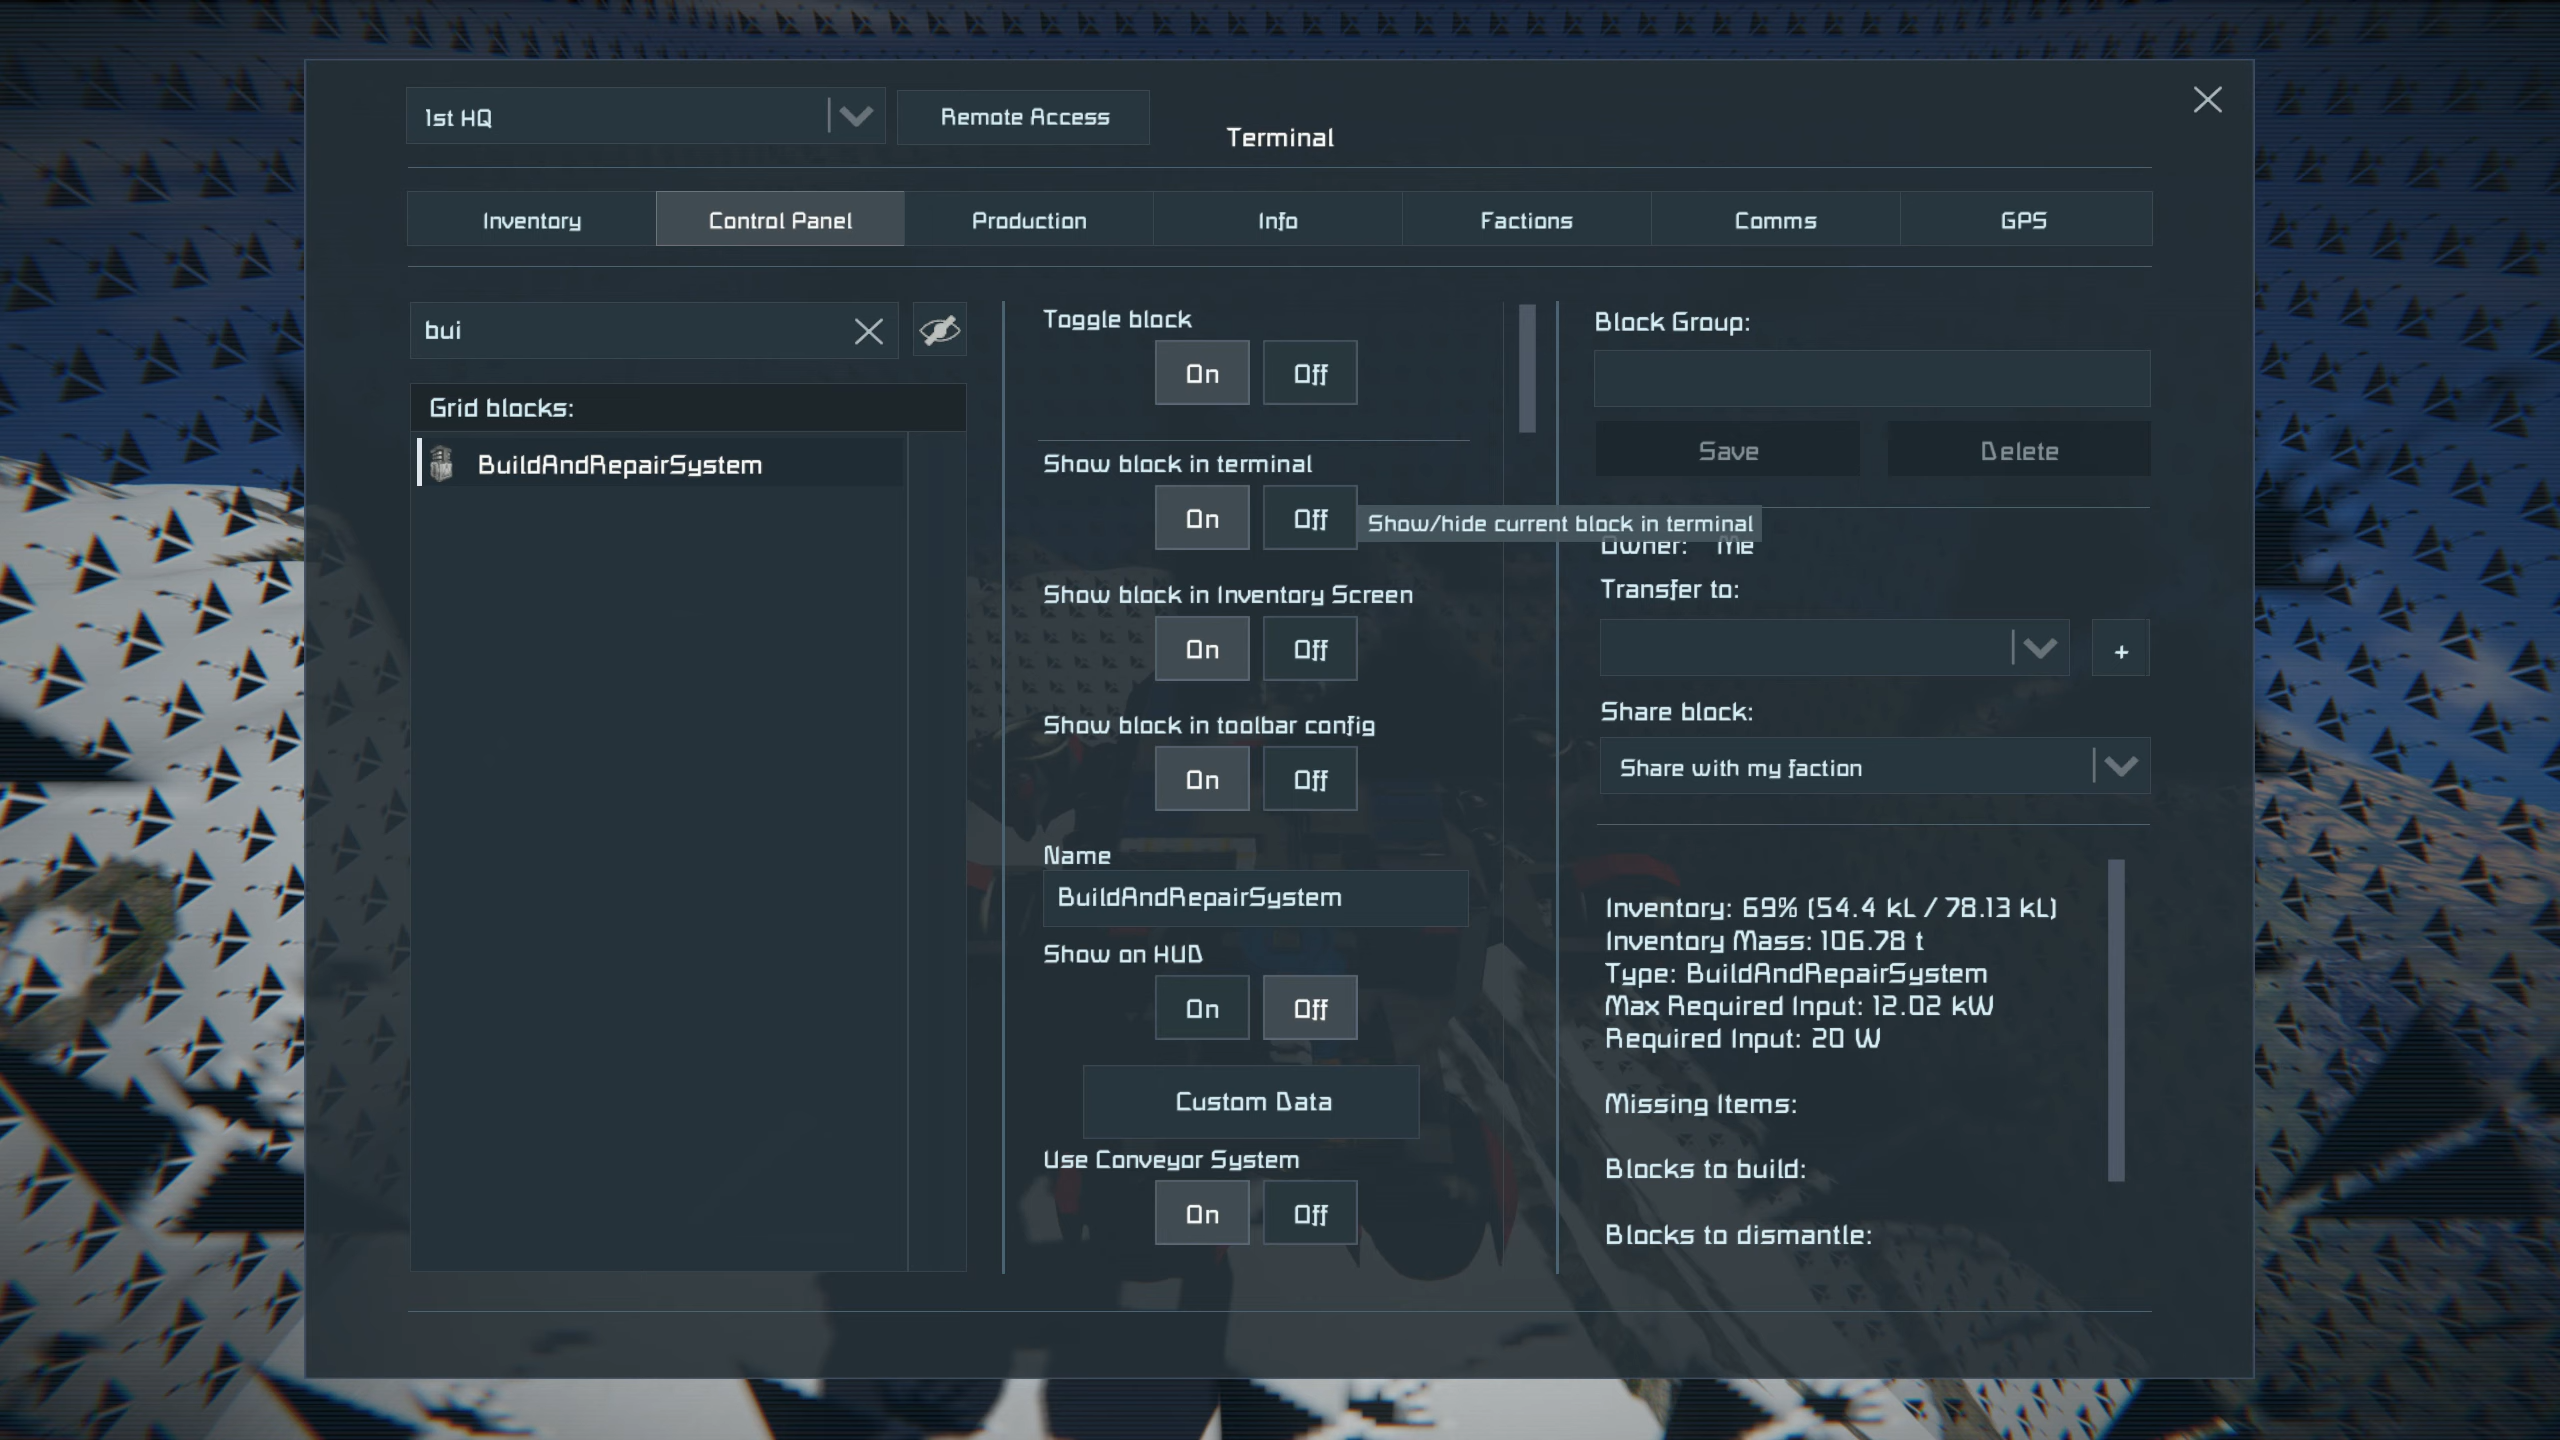 1st HQ
Remote Access
Terminal
Inventory
Control Panel
Production
Info
Factions
Comms
GPS
bui
Grid blocks:
BuildAndRepairSystem
Toggle block
On
Off
Show block in terminal
On
Off
Show/hide current block in terminal
Show block in Inventory Screen
On
Off
Show block in toolbar config
On
Off
Name
BuildAndRepairSystem
Show on HUD
On
Off
Custom Data
Use Conveyor System
On
Off
Block Group:
Save
Delete
Owner: Me
Transfer to:
+
Share block:
Share with my faction
Inventory: 69% (54.4 kL / 78.13 kL)
Inventory Mass: 106.78 t
Type: BuildAndRepairSystem
Max Required Input: 12.02 kW
Required Input: 20 W
Missing Items:
Blocks to build:
Blocks to dismantle: